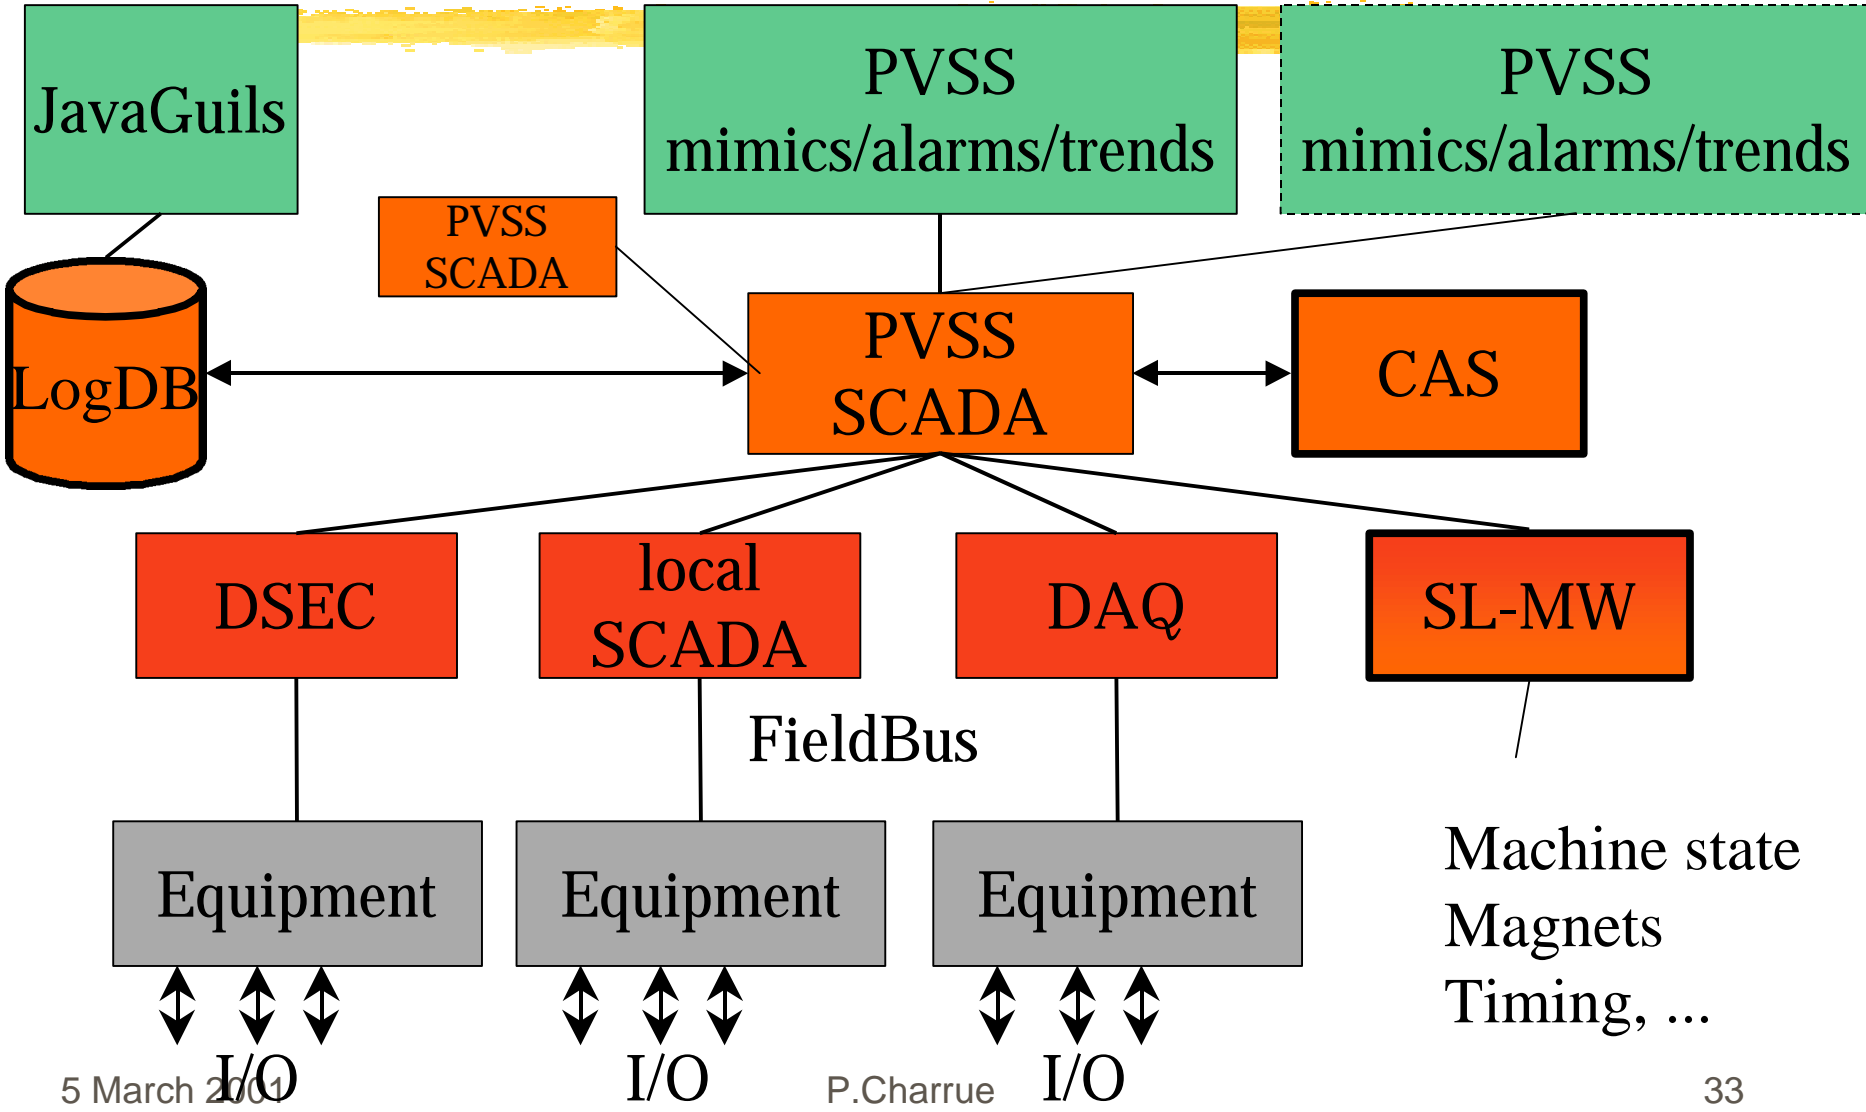 JavaGuils
PVSS
mimics/alarms/trends
PVSS
mimics/alarms/trends
PVSS
SCADA
LogDB
PVSS
SCADA
CAS
DSEC
local
SCADA
DAQ
SL-MW
FieldBus
Equipment
Equipment
Equipment
Machine state
Magnets
Timing, ...
I/O
I/O
I/O
5 March 2001
P.Charrue
33